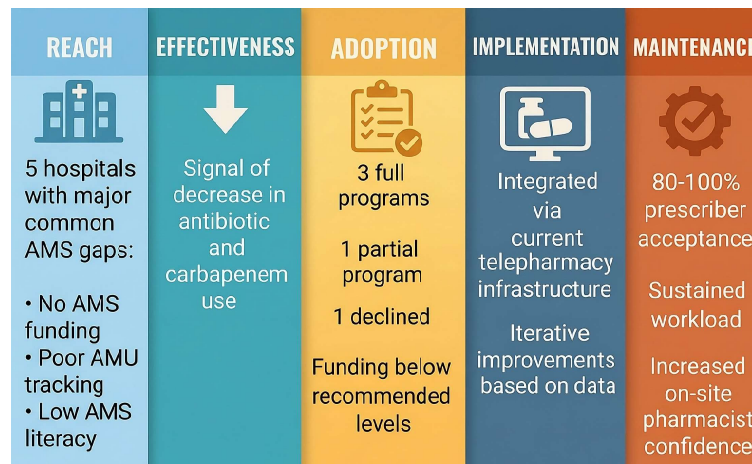 REACH
5 hospitals
with major
common
AMS gaps:
• No AMS
funding
• Poor AMU
tracking
• Low AMS
literacy
EFFECTIVENESS
Signal of
decrease in
antibiotic
and
carbapenem
use
ADOPTION
3 full
programs
1 partial
program
1 declined
Funding below
recommended
levels
IMPLEMENTATION
Integrated
via
current
telepharmacy
infrastructure
Iterative
improvements
based on data
MAINTENANCE
80-100%
prescriber
acceptance
Sustained
workload
Increased
on-site
pharmacist
confidence